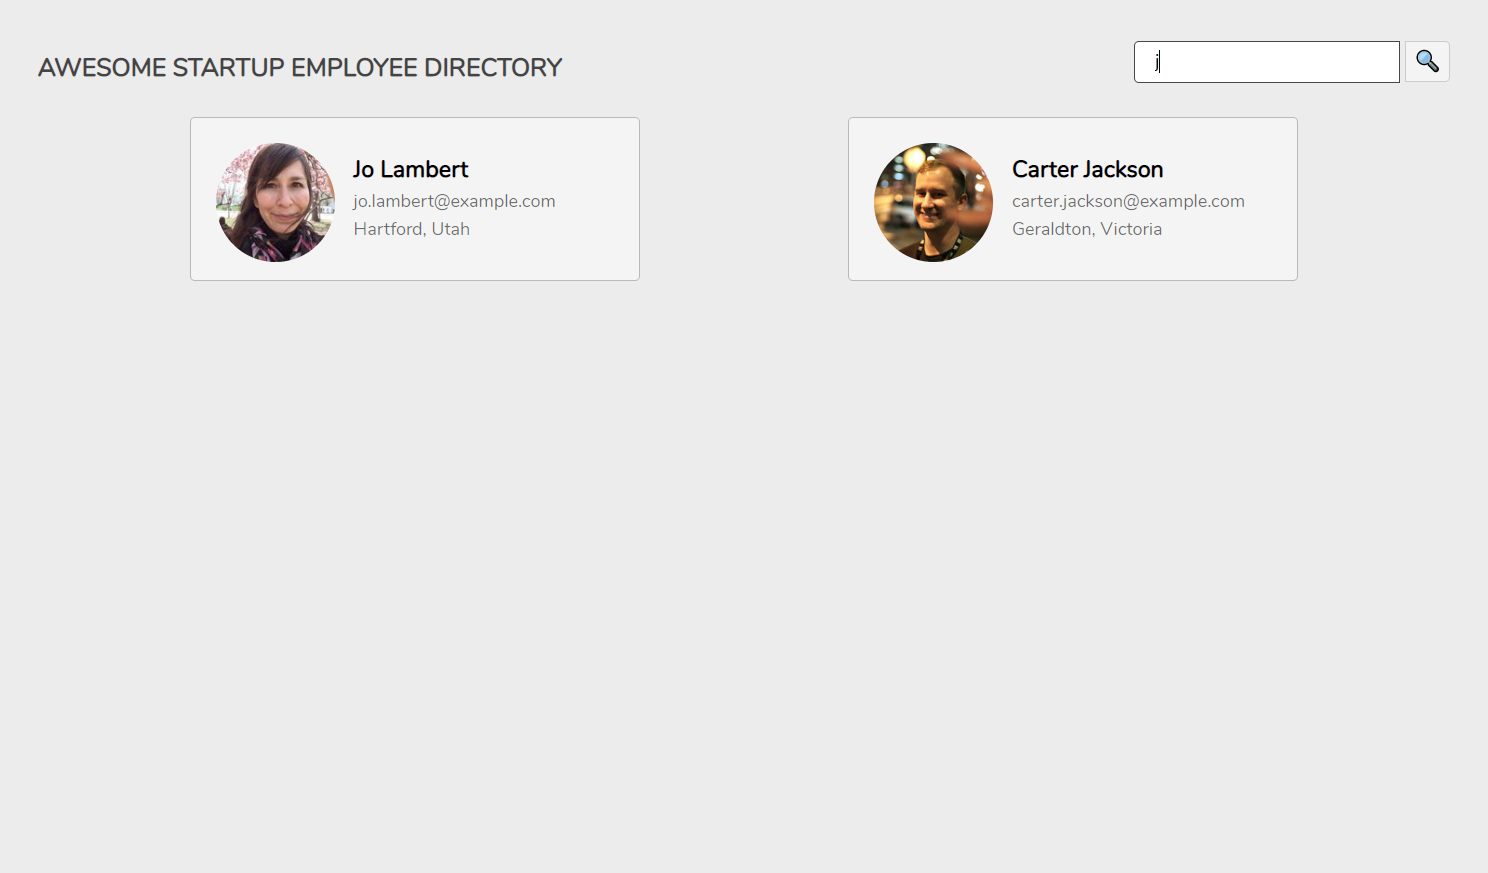 AWESOME STARTUP EMPLOYEE DIRECTORY
j
Jo Lambert
jo.lambert@example.com
Hartford, Utah
Carter Jackson
carter.jackson@example.com
Geraldton, Victoria